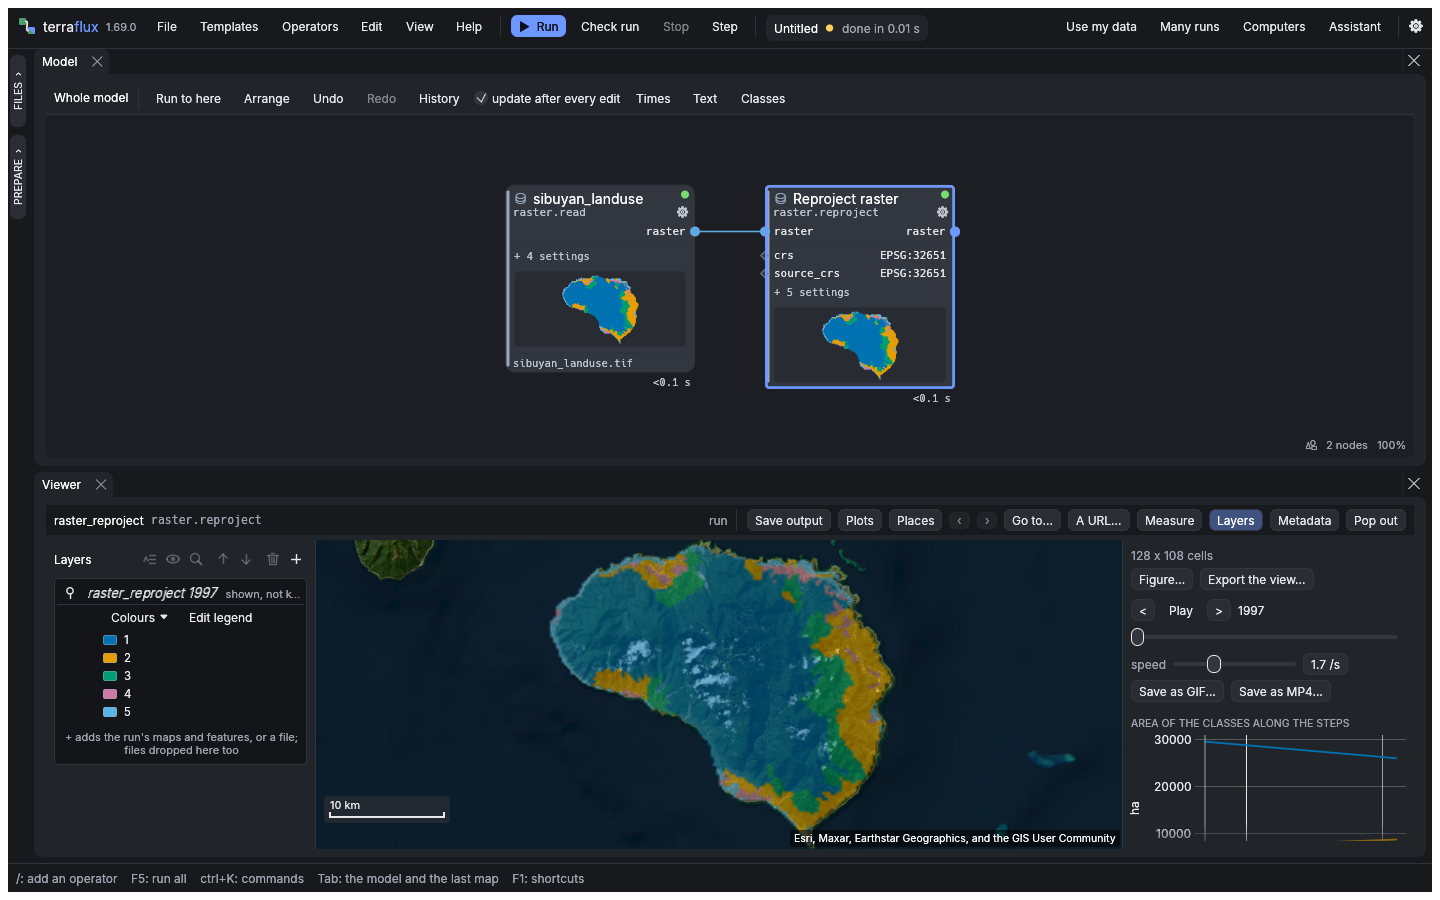 terraflux 1.69.0 File Templates Operators Edit View Help Run Check run Stop Step Untitled done in 0.01 s Use my data Many runs Computers Assistant
Model
FILES
PREPARE
Whole model Run to here Arrange Undo Redo History update after every edit Times Text Classes
sibuyan_landuse
raster.read
raster
+ 4 settings
sibuyan_landuse.tif
<0.1 s
Reproject raster
raster.reproject
raster raster
crs EPSG:32651
source_crs EPSG:32651
+ 5 settings
<0.1 s
2 nodes 100%
Viewer
raster_reproject raster.reproject run Save output Plots Places < > Go to... A URL... Measure Layers Metadata Pop out
Layers
raster_reproject 1997 shown, not k...
Colours Edit legend
1
2
3
4
5
+ adds the run's maps and features, or a file;
files dropped here too
10 km
Esri, Maxar, Earthstar Geographics, and the GIS User Community
128 x 108 cells
Figure... Export the view...
< Play > 1997
speed 1.7 /s
Save as GIF... Save as MP4...
AREA OF THE CLASSES ALONG THE STEPS
30000
20000
10000
ha
/: add an operator F5: run all ctrl+K: commands Tab: the model and the last map F1: shortcuts